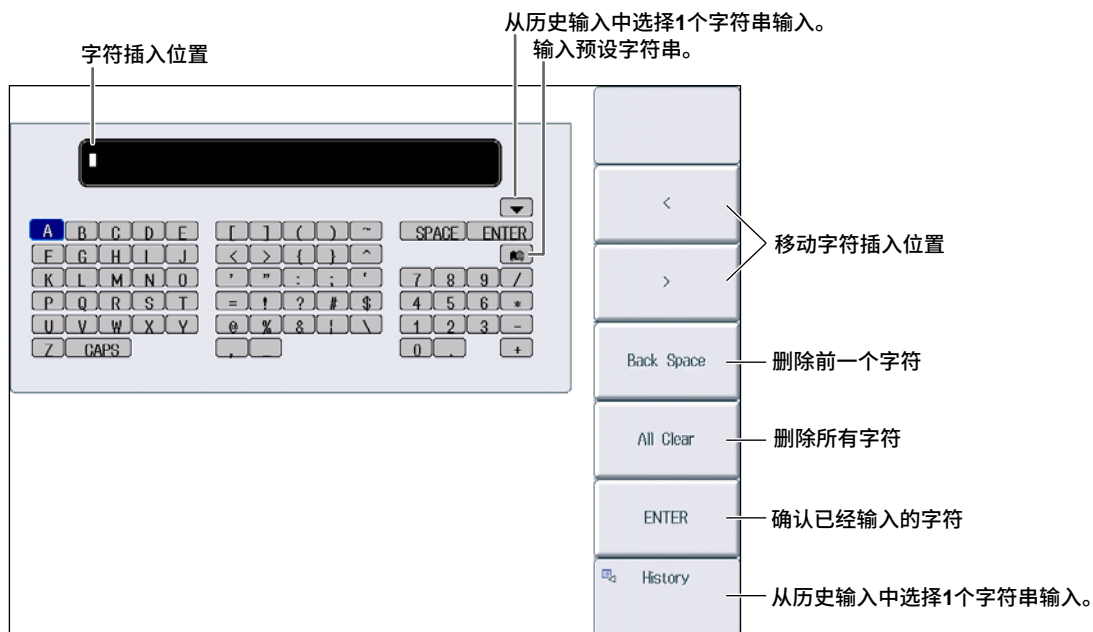 从历史输入中选择1个字符串输入。
输入预设字符串。
字符插入位置
A B C D E [ ] ( ) ~ SPACE ENTER
F G H I J < > { } ^
K L M N O ' " : ; ` 7 8 9 /
P Q R S T = ! ? # $ 4 5 6 *
U V W X Y @ % & | \ 1 2 3 -
Z CAPS , _ 0 . +
<
>
移动字符插入位置
Back Space
删除前一个字符
All Clear
删除所有字符
ENTER
确认已经输入的字符
History
从历史输入中选择1个字符串输入。